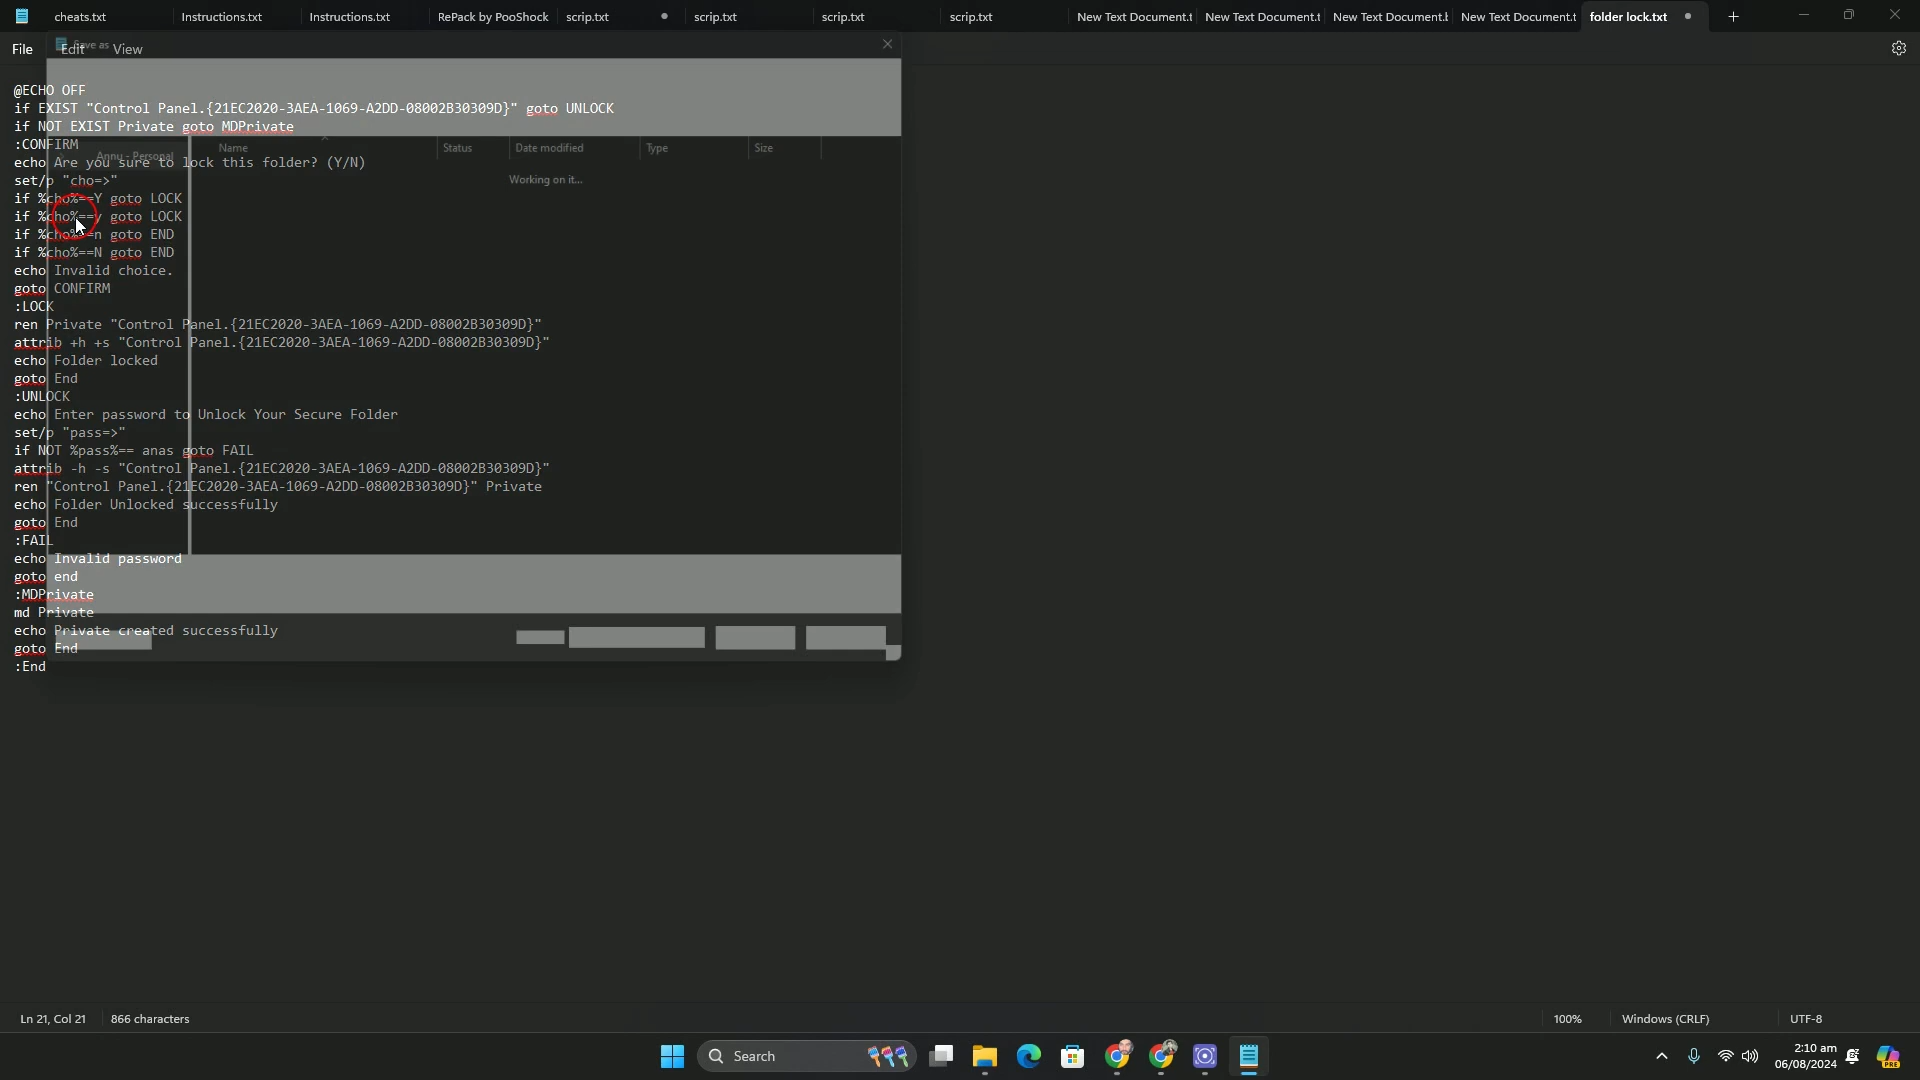 cheats.txt Instructions.txt Instructions.txt RePack by PooShock scrip.txt scrip.txt scrip.txt scrip.txt New Text Document.t New Text Document.t New Text Document.t New Text Document.t folder lock.txt
File Edit View
Save as
@ECHO OFF
if EXIST "Control Panel.{21EC2020-3AEA-1069-A2DD-08002B30309D}" goto UNLOCK
if NOT EXIST Private goto MDPrivate
:CONFIRM
Name Status Date modified Type Size
Annu - Personal
echo Are you sure to lock this folder? (Y/N)
Working on it...
set/p "cho=>"
if %cho%==Y goto LOCK
if %cho%==y goto LOCK
if %cho%==n goto END
if %cho%==N goto END
echo Invalid choice.
goto CONFIRM
:LOCK
ren Private "Control Panel.{21EC2020-3AEA-1069-A2DD-08002B30309D}"
attrib +h +s "Control Panel.{21EC2020-3AEA-1069-A2DD-08002B30309D}"
echo Folder locked
goto End
:UNLOCK
echo Enter password to Unlock Your Secure Folder
set/p "pass=>"
if NOT %pass%== anas goto FAIL
attrib -h -s "Control Panel.{21EC2020-3AEA-1069-A2DD-08002B30309D}"
ren "Control Panel.{21EC2020-3AEA-1069-A2DD-08002B30309D}" Private
echo Folder Unlocked successfully
goto End
:FAIL
echo Invalid password
goto end
:MDPrivate
md Private
echo Private created successfully
goto End
:End
Ln 21, Col 21 866 characters 100% Windows (CRLF) UTF-8
Search
2:10 am
06/08/2024
PRE